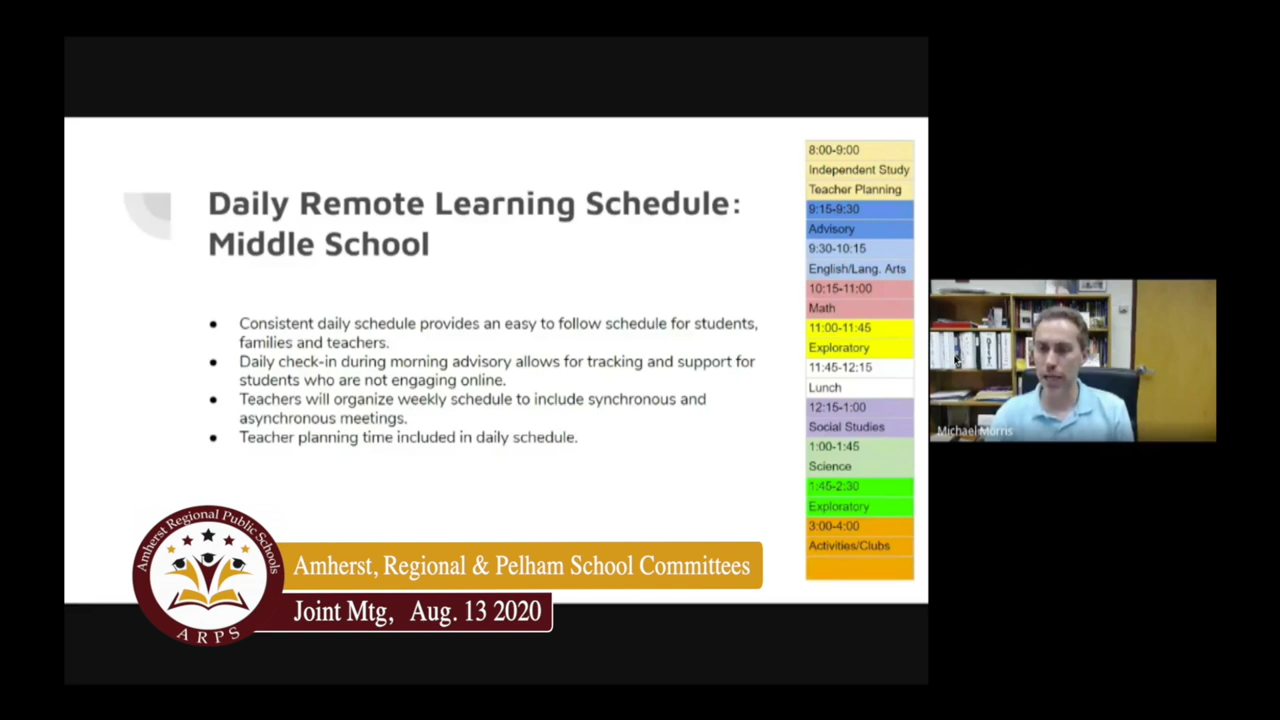 Daily Remote Learning Schedule:
Middle School
● Consistent daily schedule provides an easy to follow schedule for students,
families and teachers.
● Daily check-in during morning advisory allows for tracking and support for
students who are not engaging online.
● Teachers will organize weekly schedule to include synchronous and
asynchronous meetings.
● Teacher planning time included in daily schedule.
8:00-9:00
Independent Study
Teacher Planning
9:15-9:30
Advisory
9:30-10:15
English/Lang. Arts
10:15-11:00
Math
11:00-11:45
Exploratory
11:45-12:15
Lunch
12:15-1:00
Social Studies
1:00-1:45
Science
1:45-2:30
Exploratory
3:00-4:00
Activities/Clubs
Michael Morris
Amherst Regional Public Schools
ARPS
Amherst, Regional & Pelham School Committees
Joint Mtg, Aug. 13 2020